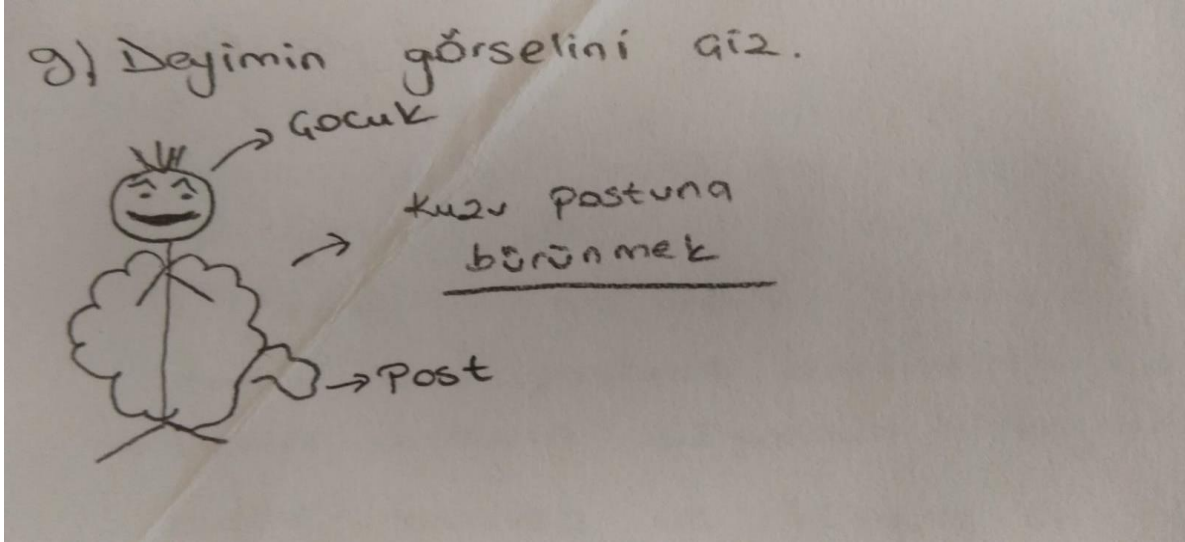 g) Deyimin görselini çiz.
Çocuk
Kuzu postuna
bürünmek
Post